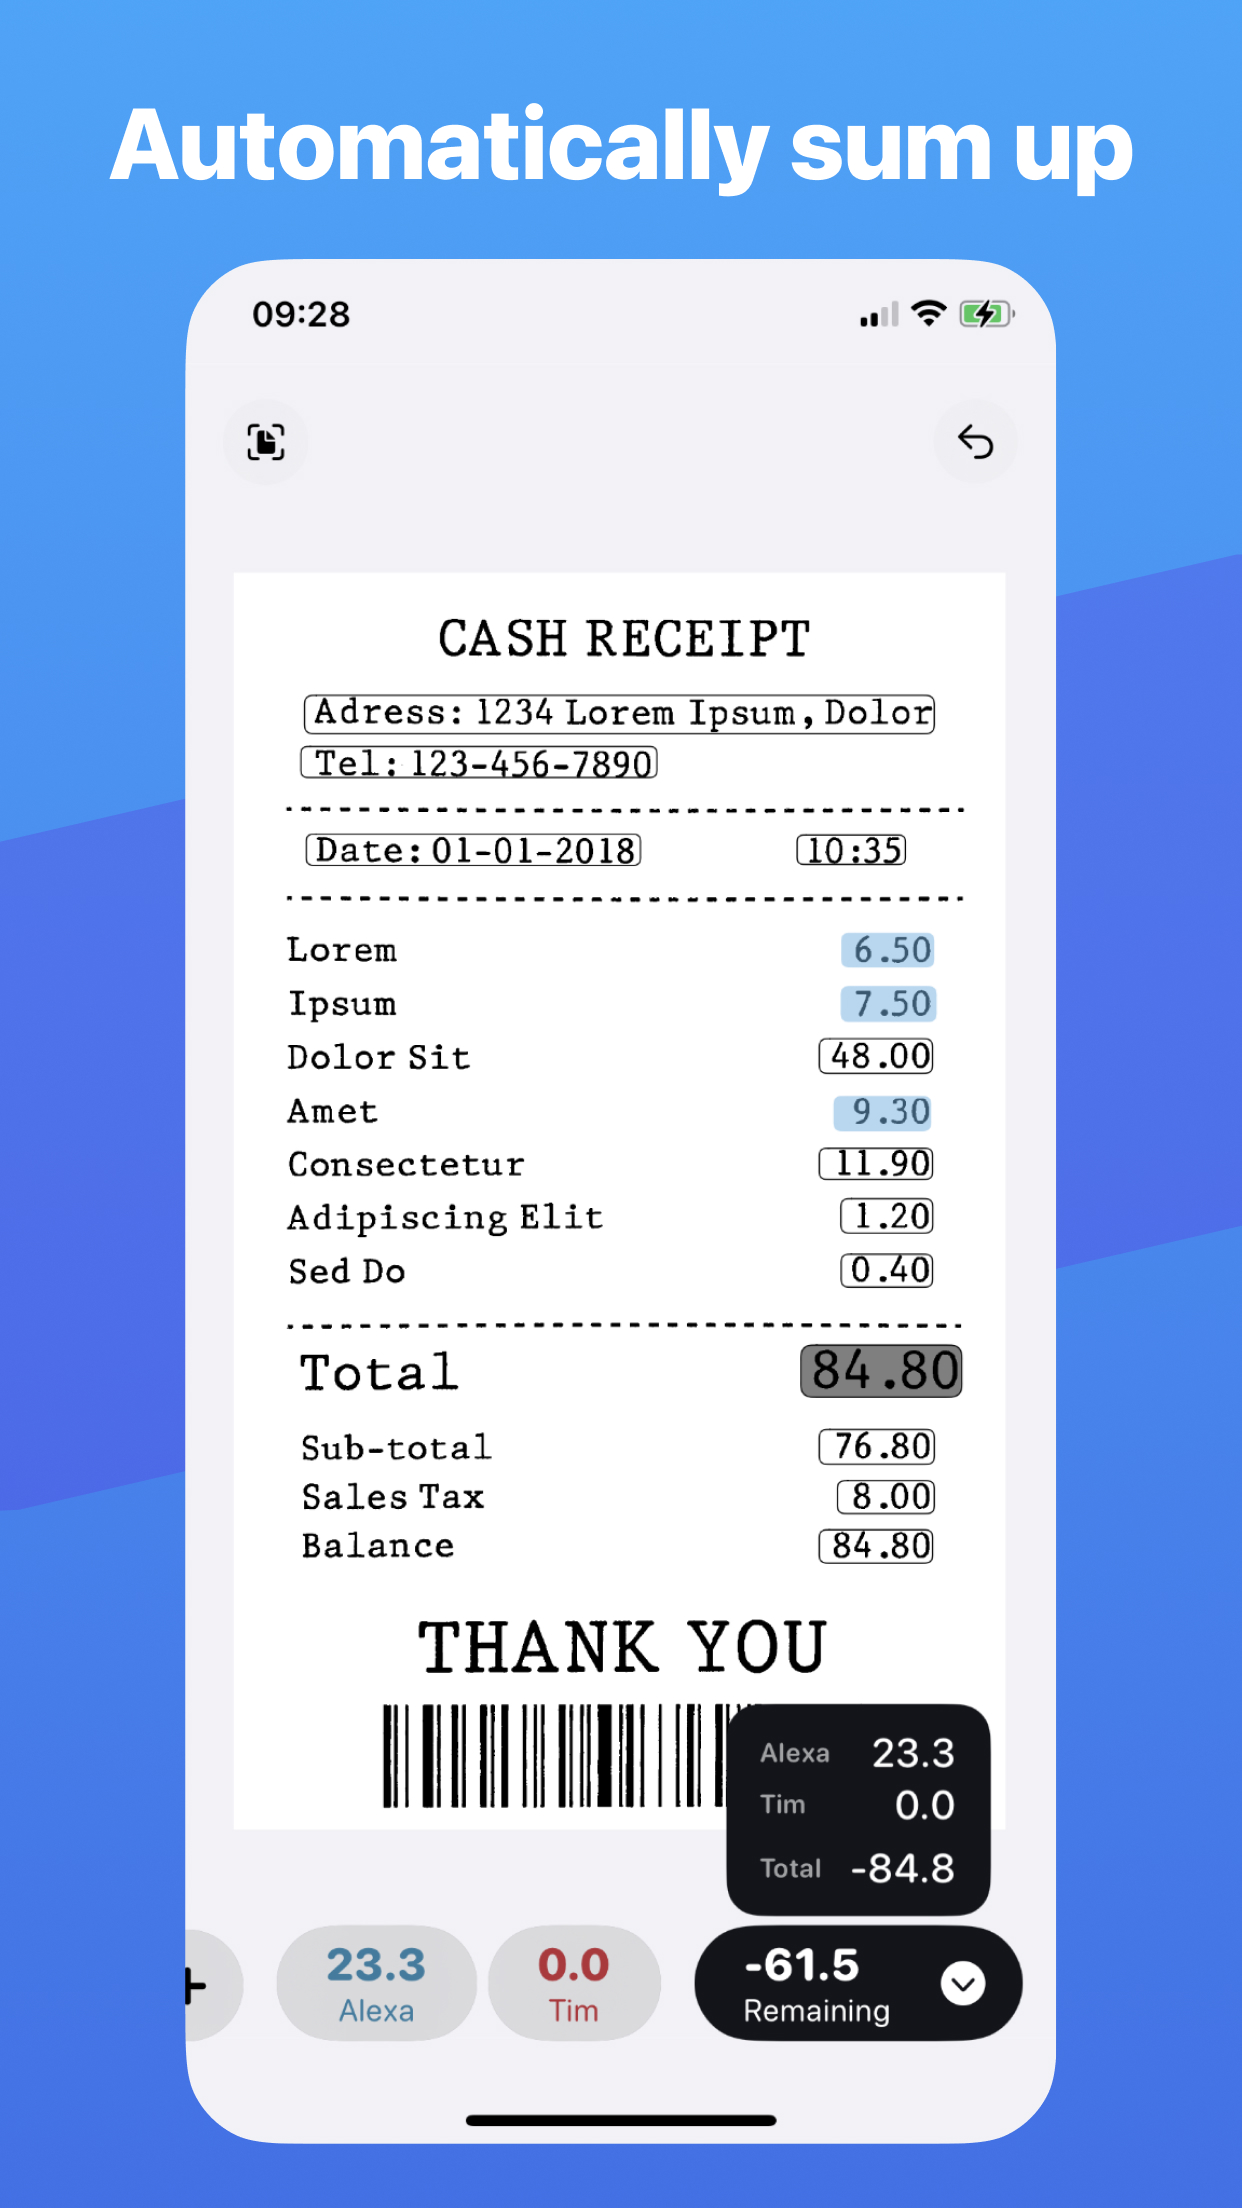 Automatically sum up
09:28
CASH RECEIPT
Adress: 1234 Lorem Ipsum, Dolor
Tel: 123-456-7890
Date: 01-01-2018 10:35
Lorem 6.50
Ipsum 7.50
Dolor Sit 48.00
Amet 9.30
Consectetur 11.90
Adipiscing Elit 1.20
Sed Do 0.40
Total 84.80
Sub-total 76.80
Sales Tax 8.00
Balance 84.80
THANK YOU
Alexa 23.3
Tim 0.0
Total -84.8
+
23.3
Alexa
0.0
Tim
-61.5
Remaining